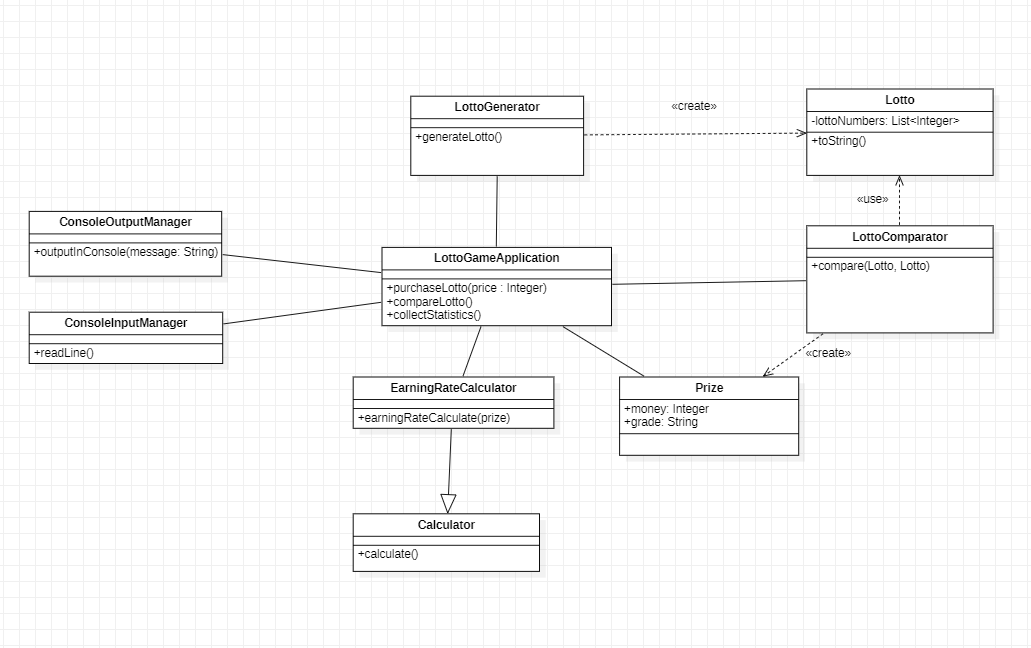 LottoGenerator
+generateLotto()
«create»
Lotto
-lottoNumbers: List<Integer>
+toString()
«use»
ConsoleOutputManager
+outputInConsole(message: String)
LottoGameApplication
+purchaseLotto(price : Integer)
+compareLotto()
+collectStatistics()
LottoComparator
+compare(Lotto, Lotto)
ConsoleInputManager
+readLine()
«create»
EarningRateCalculator
+earningRateCalculate(prize)
Prize
+money: Integer
+grade: String
Calculator
+calculate()